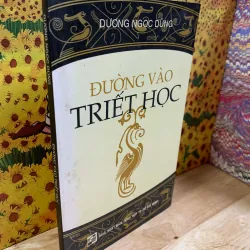 DƯƠNG NGỌC DŨNG
ĐƯỜNG VÀO
TRIẾT HỌC